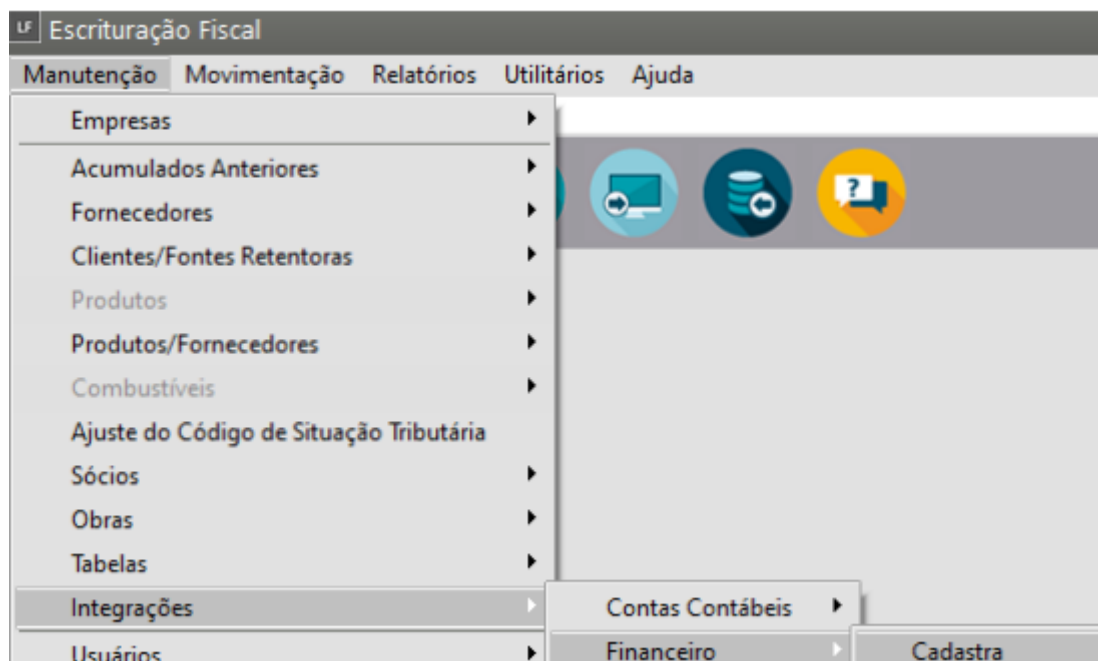 LF Escrituração Fiscal
Manutenção Movimentação Relatórios Utilitários Ajuda
Empresas
Acumulados Anteriores
Fornecedores
Clientes/Fontes Retentoras
Produtos
Produtos/Fornecedores
Combustíveis
Ajuste do Código de Situação Tributária
Sócios
Obras
Tabelas
Integrações Contas Contábeis
Usuários Financeiro Cadastra